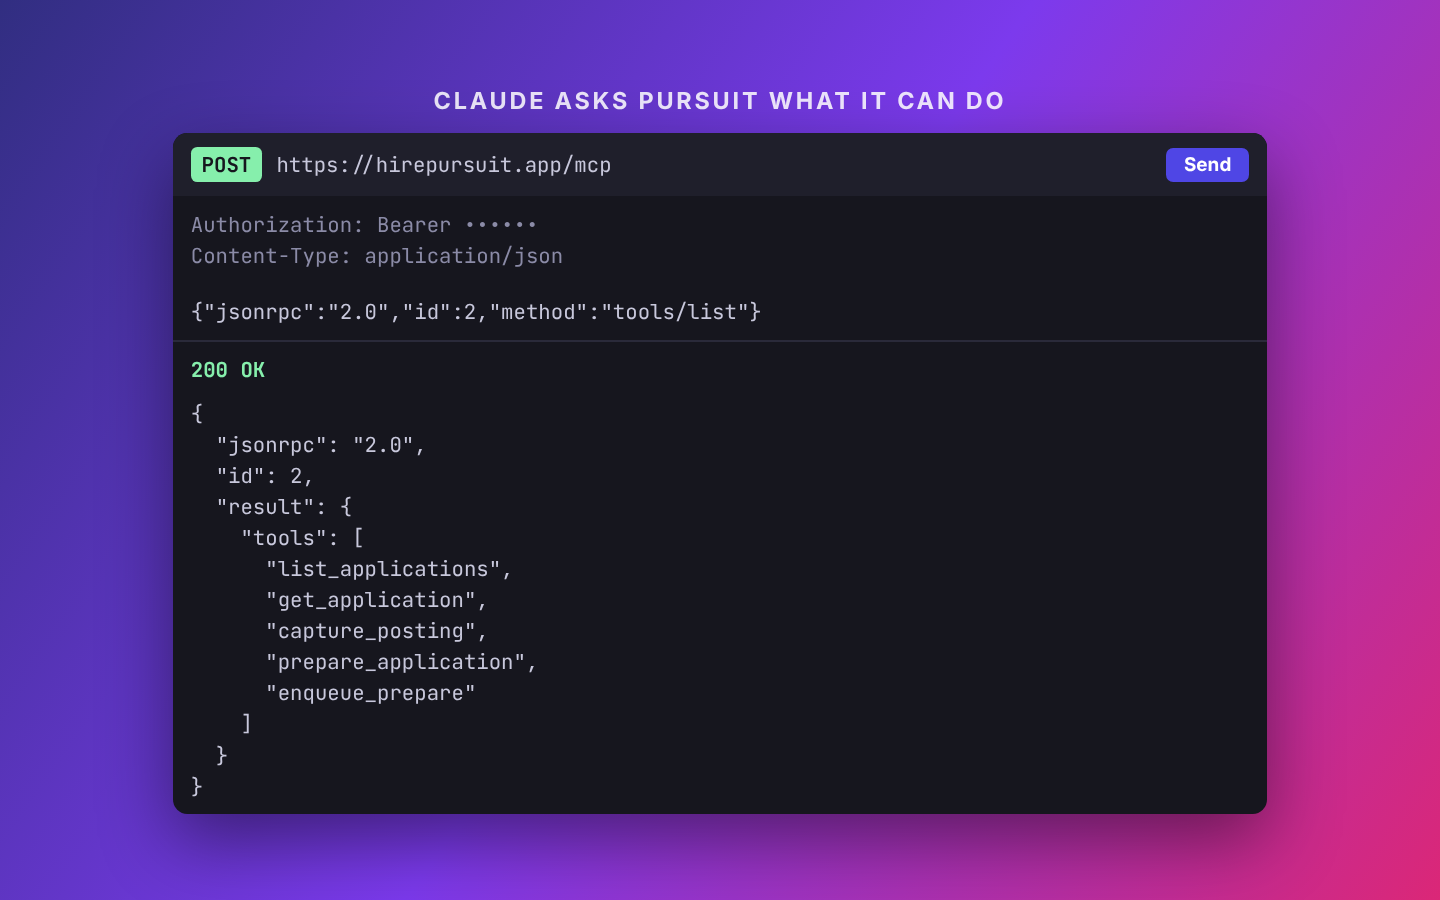 CLAUDE ASKS PURSUIT WHAT IT CAN DO
POST https://hirepursuit.app/mcp Send
Authorization: Bearer ••••••
Content-Type: application/json
{"jsonrpc":"2.0","id":2,"method":"tools/list"}
200 OK
{
  "jsonrpc": "2.0",
  "id": 2,
  "result": {
    "tools": [
      "list_applications",
      "get_application",
      "capture_posting",
      "prepare_application",
      "enqueue_prepare"
    ]
  }
}